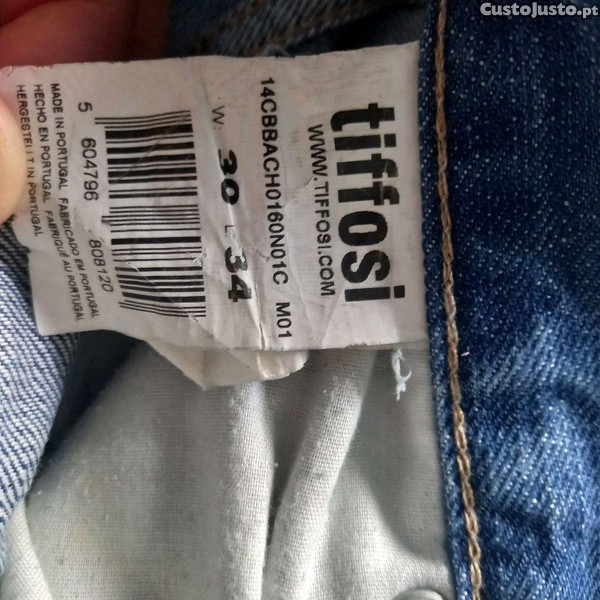 CustoJusto.pt
tiffosi
WWW.TIFFOSI.COM
14CBBACH0160N01C M01
W: 30 - 34
5 604796 808120
MADE IN PORTUGAL FABRICADO EM PORTUGAL
HECHO EN PORTUGAL FABRIQUÉ AU PORTUGAL
HERGESTELLT IN PORTUGAL